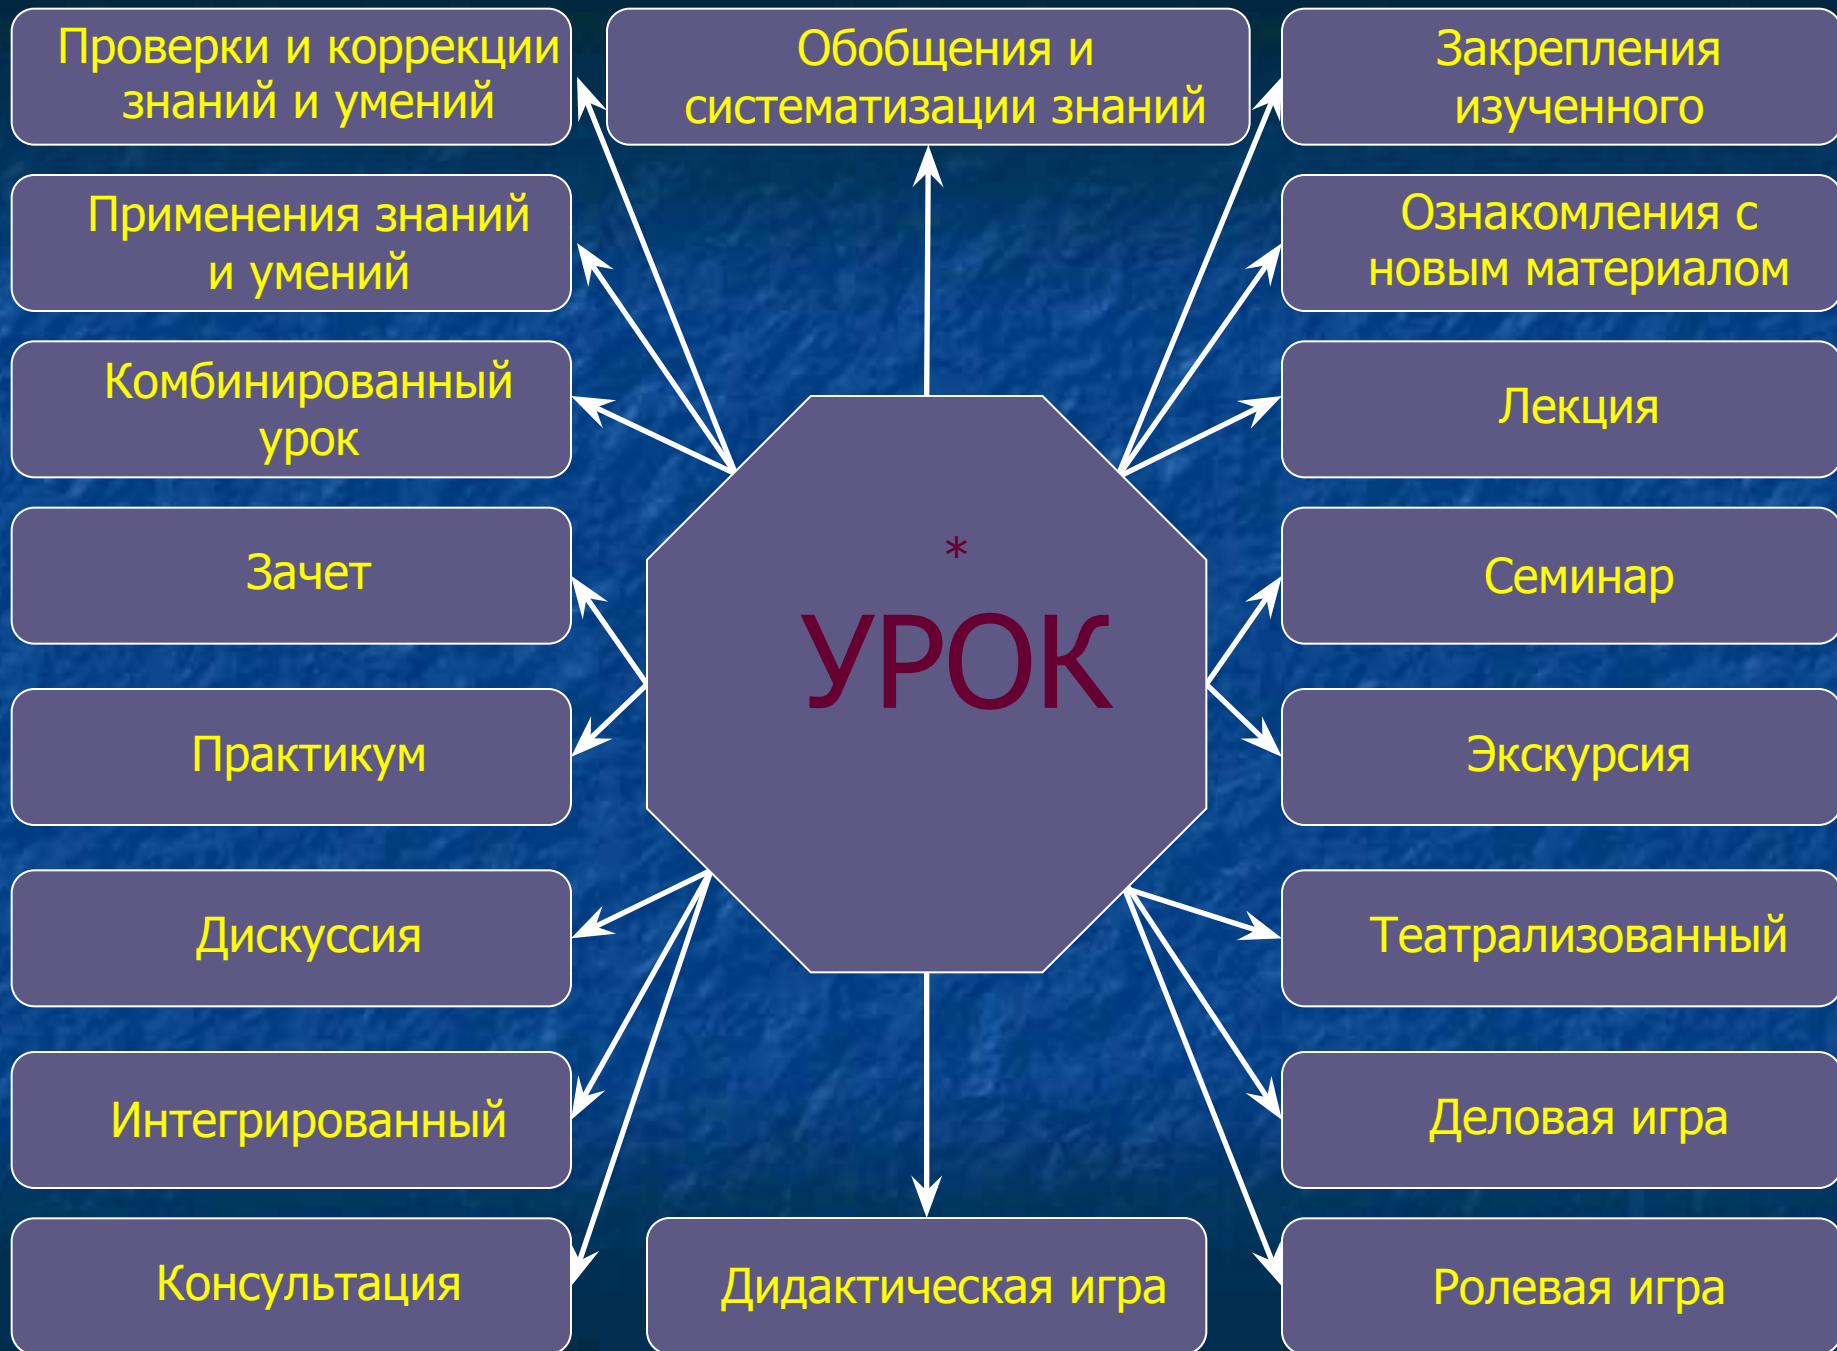 Проверки и коррекции
знаний и умений
Обобщения и
систематизации знаний
Закрепления
изученного
Применения знаний
и умений
Ознакомления с
новым материалом
Комбинированный
урок
Лекция
Зачет
*
УРОК
Семинар
Практикум
Экскурсия
Дискуссия
Театрализованный
Интегрированный
Деловая игра
Консультация
Дидактическая игра
Ролевая игра